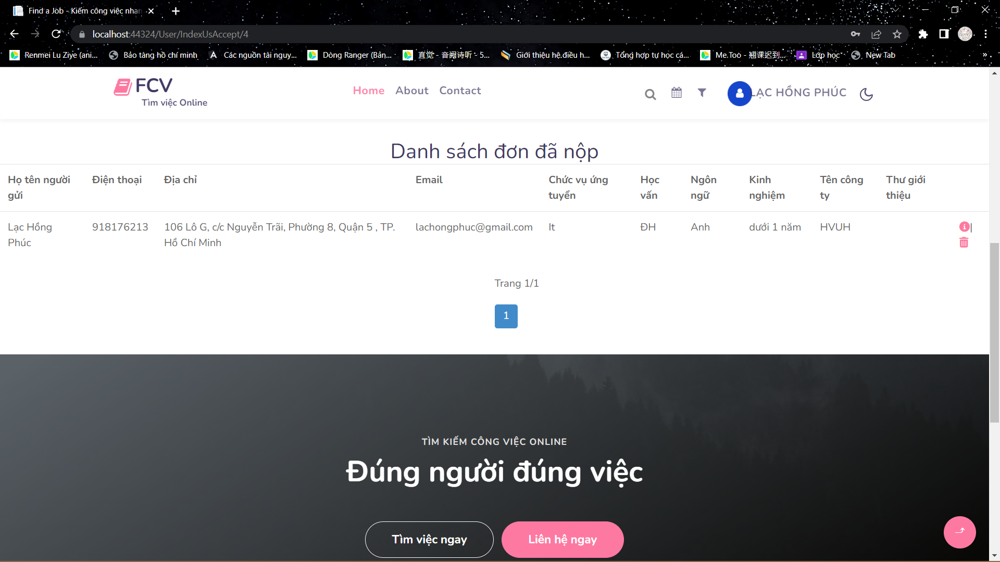 Find a Job - Kiếm công việc nhan
localhost:44324/User/IndexUsAccept/4
Renmei Lu Ziye (ani... Bảo tàng hồ chí minh Các nguồn tài nguy... Dòng Ranger (Bản,... 直觉 - 音阙诗听 - 5... Giới thiệu hệ điều h... Tổng hợp tự học cá... Me.Too - 翘课迟到... Lớp học New Tab »
FCV
Tìm việc Online
Home About Contact
LẠC HỒNG PHÚC
Danh sách đơn đã nộp
Họ tên người gửi Điện thoại Địa chỉ Email Chức vụ ứng tuyển Học vấn Ngôn ngữ Kinh nghiệm Tên công ty Thư giới thiệu
Lạc Hồng Phúc 918176213 106 Lô G, c/c Nguyễn Trãi, Phường 8, Quận 5 , TP. Hồ Chí Minh lachongphuc@gmail.com It ĐH Anh dưới 1 năm HVUH |
Trang 1/1
1
TÌM KIẾM CÔNG VIỆC ONLINE
Đúng người đúng việc
Tìm việc ngay
Liên hệ ngay